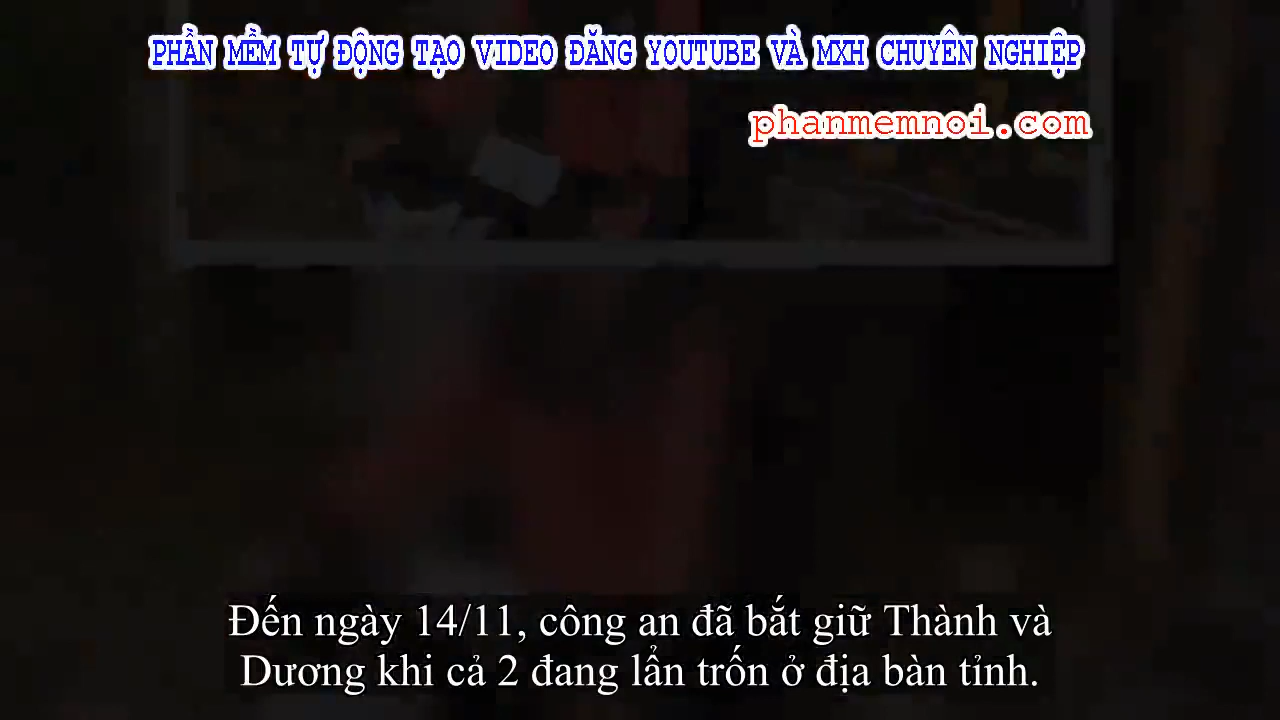 PHẦN MỀM TỰ ĐỘNG TẠO VIDEO ĐĂNG YOUTUBE VÀ MXH CHUYÊN NGHIỆP
phanmemnoi.com
Đến ngày 14/11, công an đã bắt giữ Thành và
Dương khi cả 2 đang lẩn trốn ở địa bàn tỉnh.